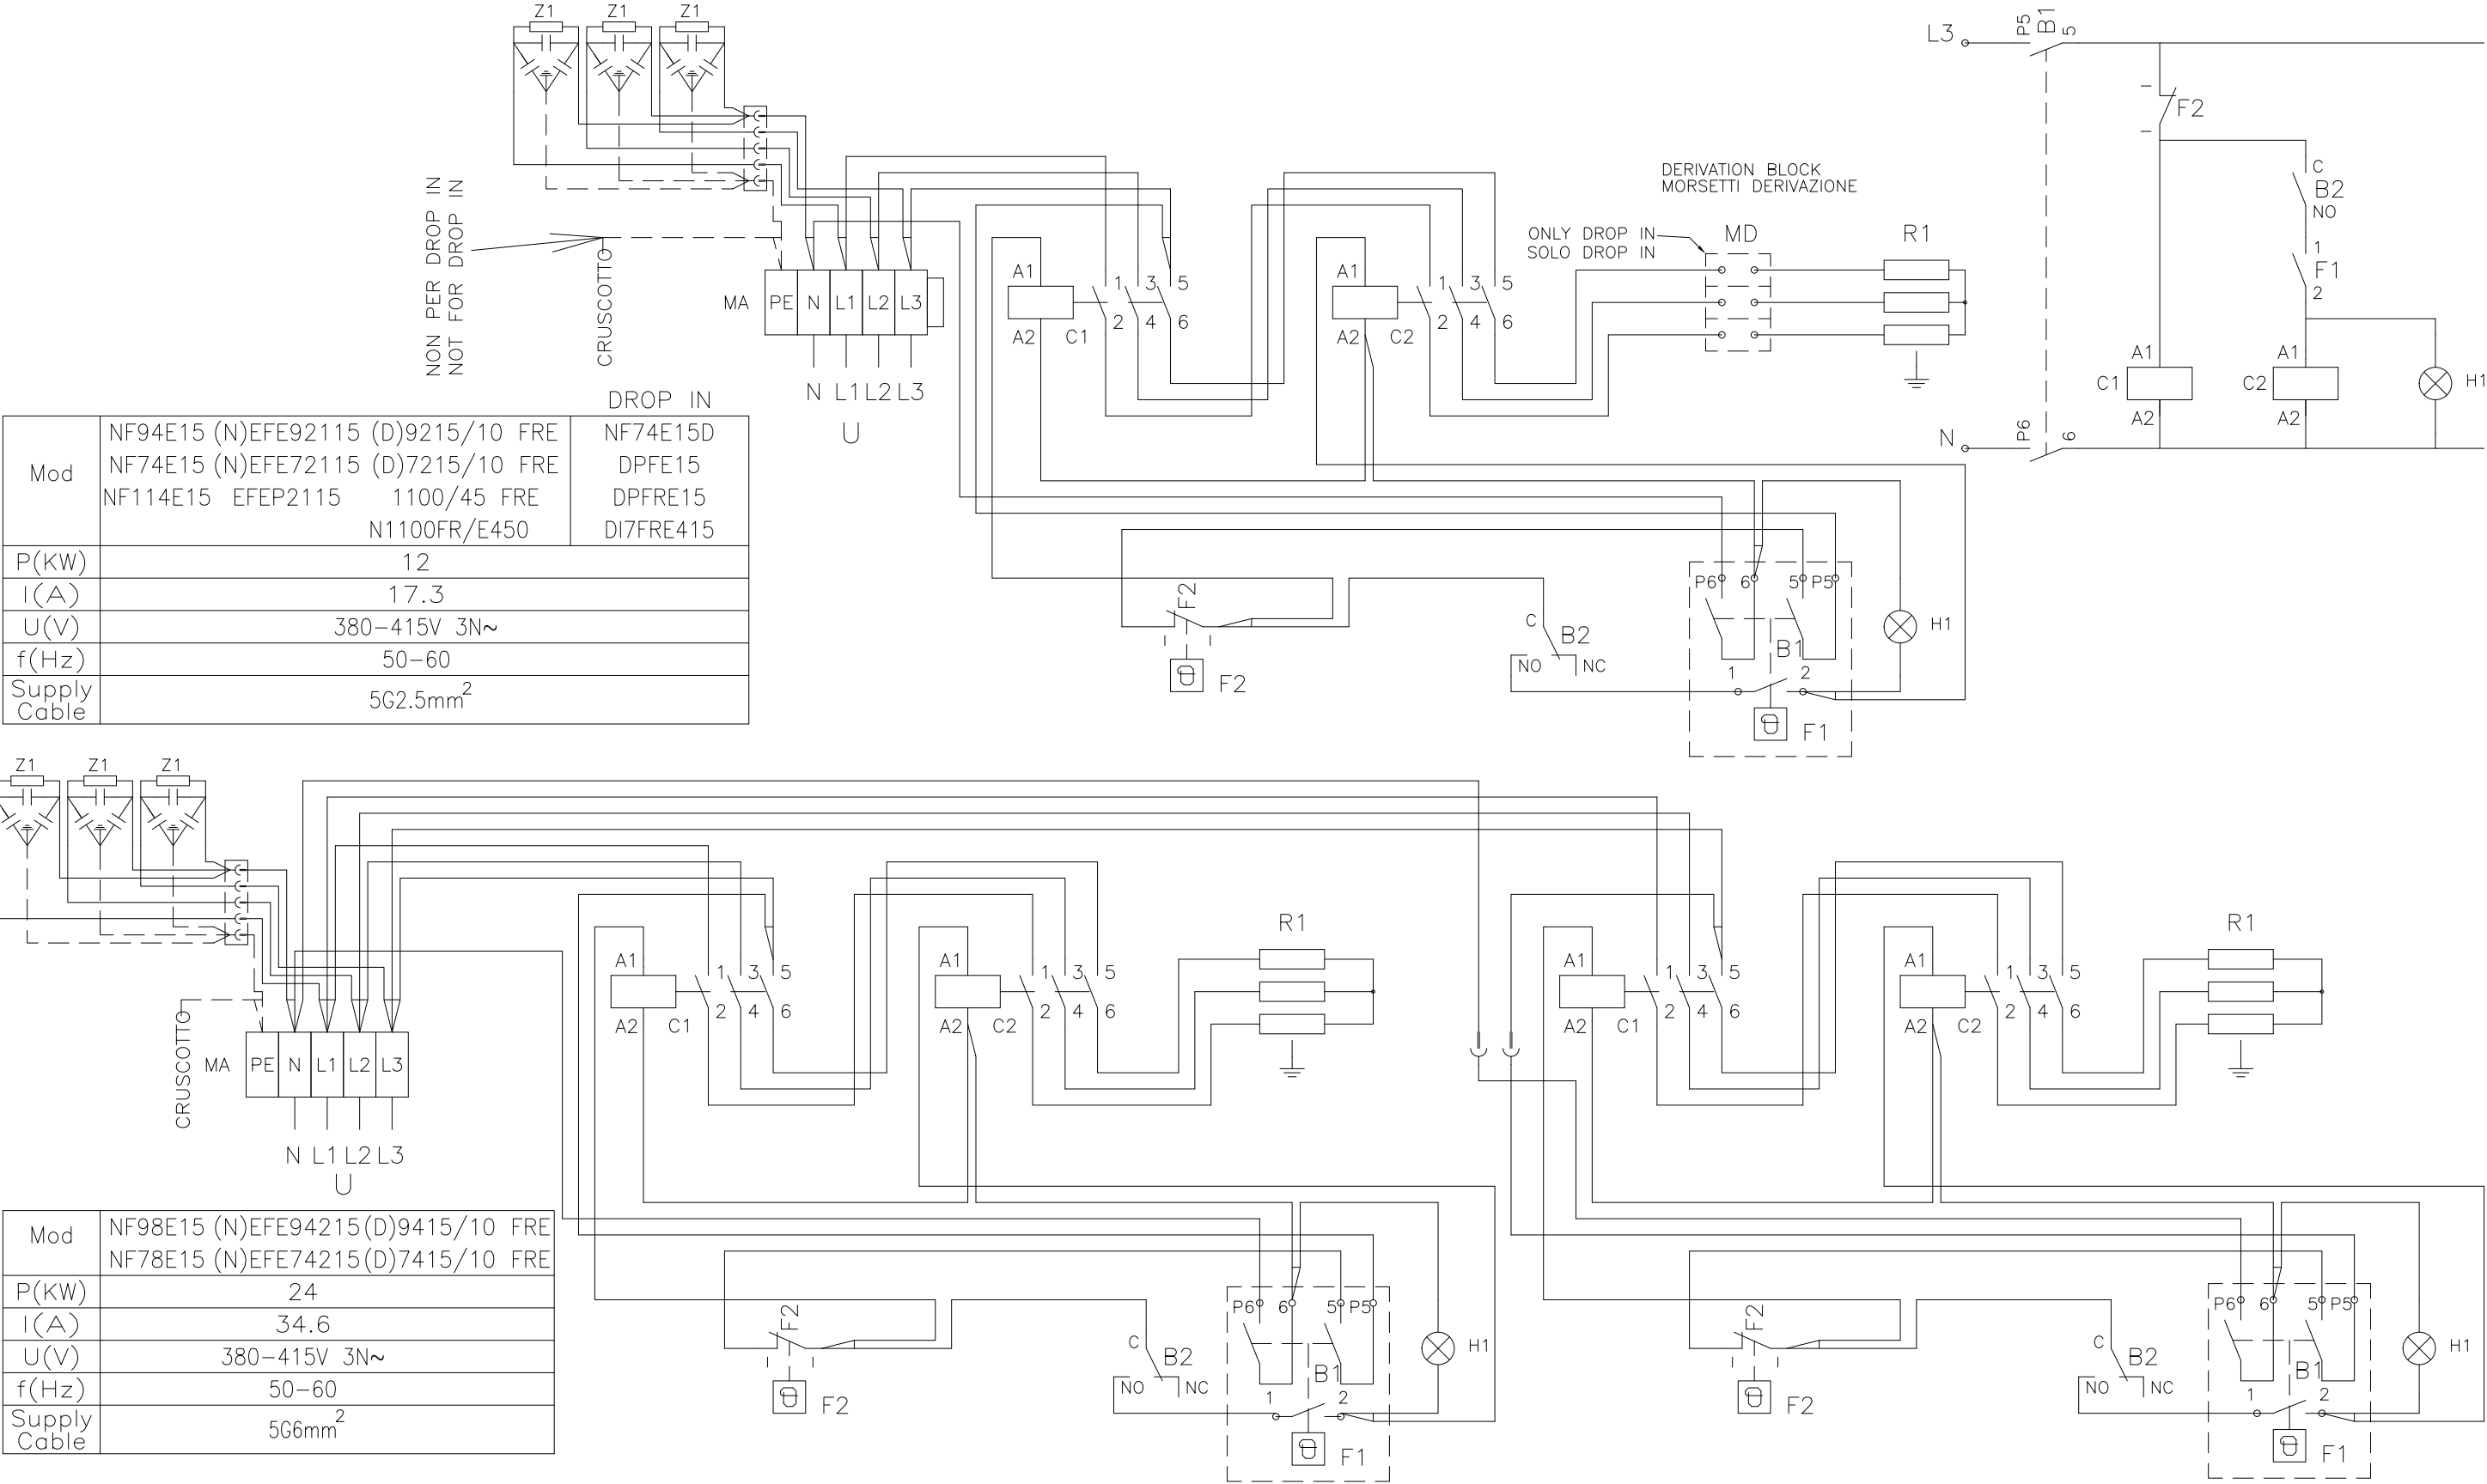 Z1 Z1 Z1
NON PER DROP IN
NOT FOR DROP IN
CRUSCOTTO
MA PE N L1 L2 L3
N L1 L2 L3
U
A1
A2 C1
1 3 5
2 4 6
A1
A2 C2
1 3 5
2 4 6
DERIVATION BLOCK
MORSETTI DERIVAZIONE
ONLY DROP IN
SOLO DROP IN
MD
R1
F2
F2
C
B2
NO NC
P6 6 5 P5
B1
1 2
F1
H1
L3 P5 B1 5
F2
C
B2
NO
1
F1
2
A1 A1
C1 C2 H1
A2 A2
N P6 6
DROP IN
Mod
NF94E15 (N)EFE92115 (D)9215/10 FRE NF74E15D
NF74E15 (N)EFE72115 (D)7215/10 FRE DPFE15
NF114E15 EFEP2115 1100/45 FRE DPFRE15
N1100FR/E450 DI7FRE415
P(KW) 12
I(A) 17.3
U(V) 380-415V 3N~
f(Hz) 50-60
Supply
Cable 5G2.5mm²
Z1 Z1 Z1
CRUSCOTTO
MA PE N L1 L2 L3
N L1 L2 L3
U
A1
A2 C1
1 3 5
2 4 6
A1
A2 C2
1 3 5
2 4 6
R1
F2
F2
C
B2
NO NC
P6 6 5 P5
B1
1 2
F1
H1
A1
A2 C1
1 3 5
2 4 6
A1
A2 C2
1 3 5
2 4 6
R1
F2
F2
C
B2
NO NC
P6 6 5 P5
B1
1 2
F1
H1
Mod
NF98E15 (N)EFE94215(D)9415/10 FRE
NF78E15 (N)EFE74215(D)7415/10 FRE
P(KW) 24
I(A) 34.6
U(V) 380-415V 3N~
f(Hz) 50-60
Supply
Cable 5G6mm²